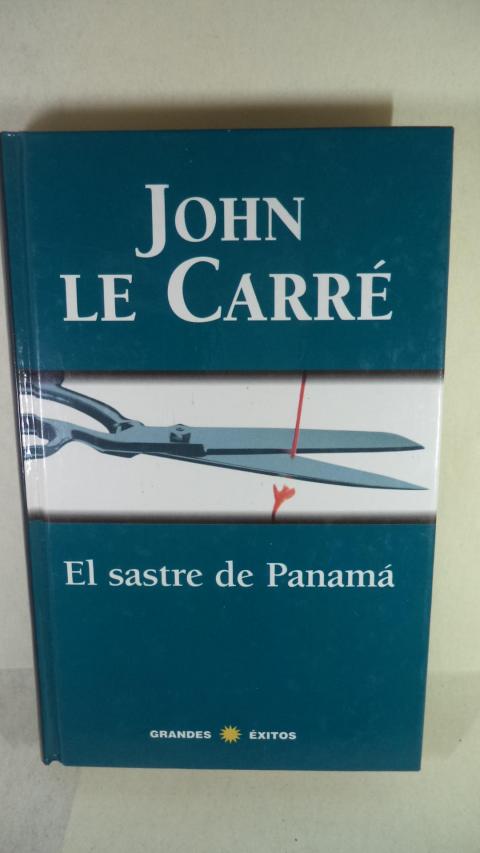 JOHN
LE CARRÉ
El sastre de Panamá
GRANDES ÉXITOS